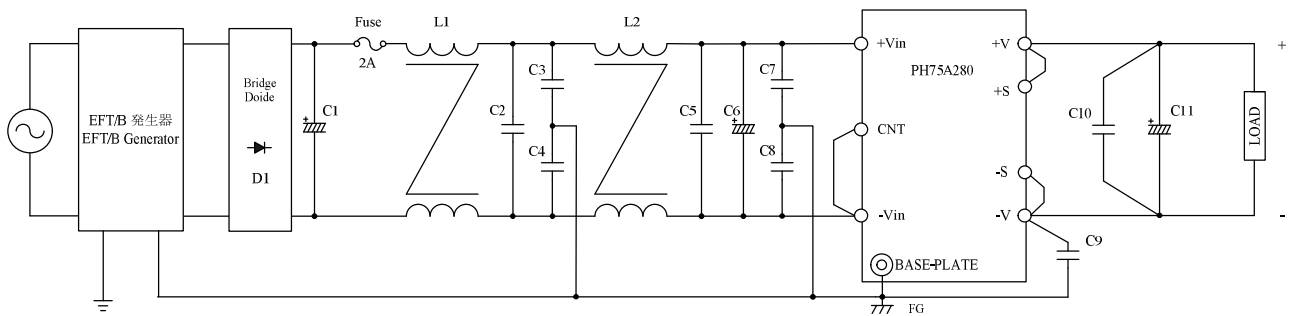 Fuse
2A
L1
L2
EFT/B 発生器
EFT/B Generator
Bridge
Doide
D1
C1
C2
C3
C4
C5
C6
C7
C8
+Vin
CNT
-Vin
PH75A280
+V
+S
-S
-V
BASE-PLATE
FG
C9
C10
C11
LOAD
+
-
+
+
+